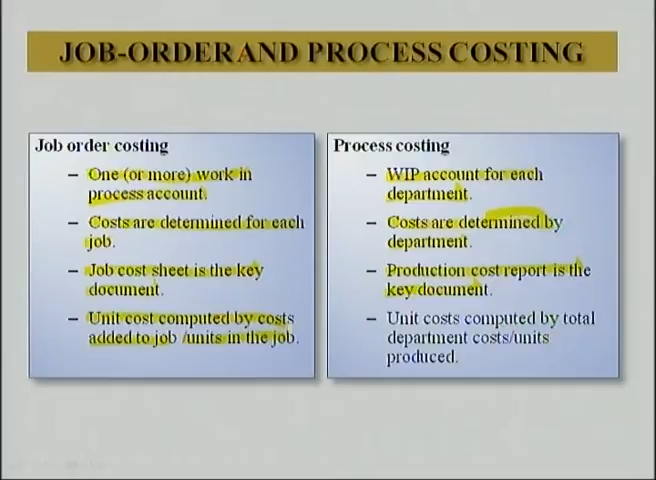 JOB-ORDER AND PROCESS COSTING
Job order costing
– One (or more) work in
process account.
– Costs are determined for each
job.
– Job cost sheet is the key
document.
– Unit cost computed by costs
added to job /units in the job.
Process costing
– WIP account for each
department.
– Costs are determined by
department.
– Production cost report is the
key document.
– Unit costs computed by total
department costs/units
produced.